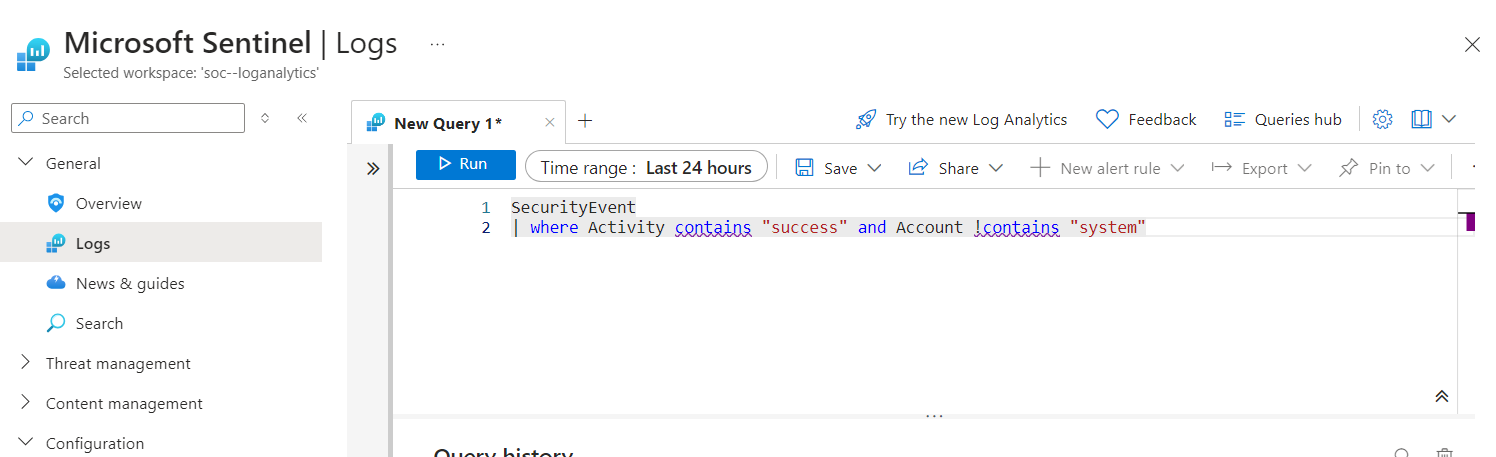 Microsoft Sentinel | Logs ...
Selected workspace: 'soc--loganalytics'
Search
General
Overview
Logs
News & guides
Search
Threat management
Content management
Configuration
New Query 1*
Try the new Log Analytics
Feedback
Queries hub
Run
Time range : Last 24 hours
Save
Share
New alert rule
Export
Pin to
1 SecurityEvent
2 | where Activity contains "success" and Account !contains "system"
...
Query history